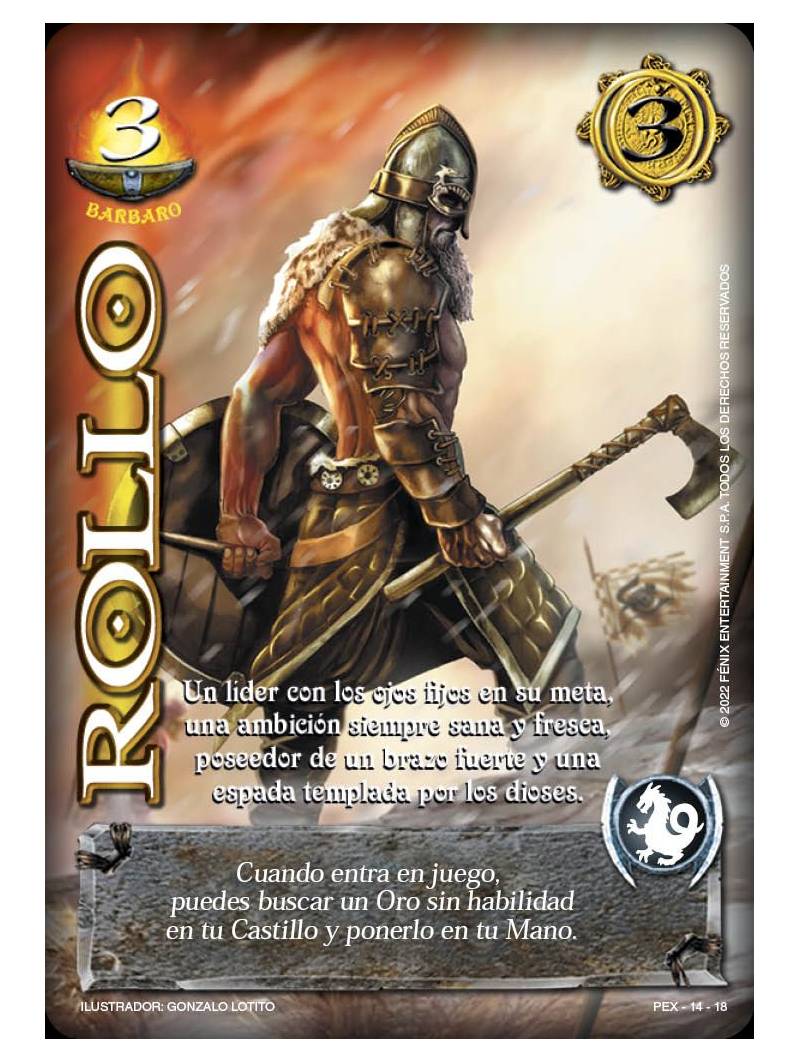 3
BARBARO
3
ROLLO
© 2022 FÉNIX ENTERTAINMENT S.P.A. TODOS LOS DERECHOS RESERVADOS
Un lider con los ojos fijos en su meta,
una ambición siempre sana y fresca,
poseedor de un brazo fuerte y una
espada templada por los dioses.
Cuando entra en juego,
puedes buscar un Oro sin habilidad
en tu Castillo y ponerlo en tu Mano.
ILUSTRADOR: GONZALO LOTITO
PEX - 14 - 18